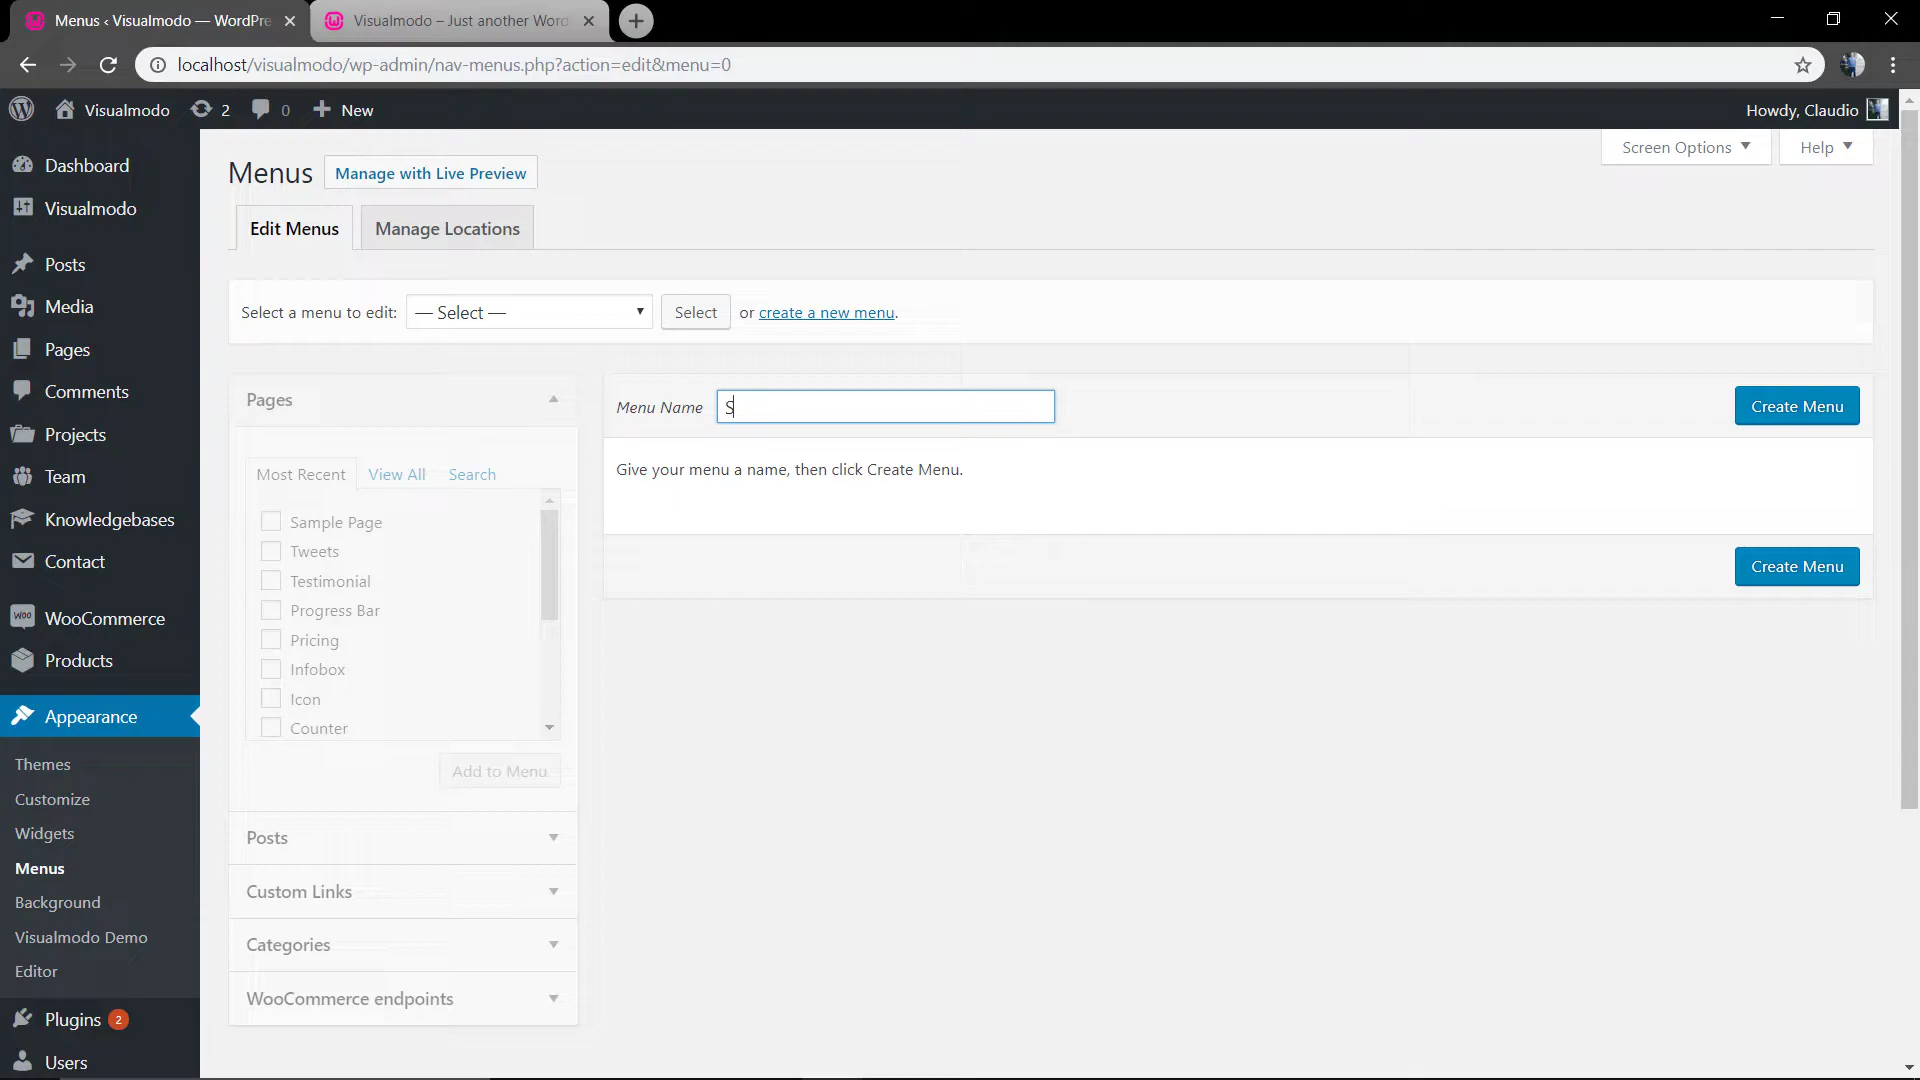 Menus ‹ Visualmodo — WordPre
Visualmodo – Just another Word
localhost/visualmodo/wp-admin/nav-menus.php?action=edit&menu=0
Visualmodo 2 0 New
Howdy, Claudio
Dashboard
Visualmodo
Posts
Media
Pages
Comments
Projects
Team
Knowledgebases
Contact
WOO WooCommerce
Products
Appearance
Themes
Customize
Widgets
Menus
Background
Visualmodo Demo
Editor
Plugins 2
Users
Screen Options
Help
Menus
Manage with Live Preview
Edit Menus
Manage Locations
Select a menu to edit: — Select — Select or create a new menu.
Pages
Most Recent View All Search
Sample Page
Tweets
Testimonial
Progress Bar
Pricing
Infobox
Icon
Counter
Add to Menu
Posts
Custom Links
Categories
WooCommerce endpoints
Menu Name S
Create Menu
Give your menu a name, then click Create Menu.
Create Menu